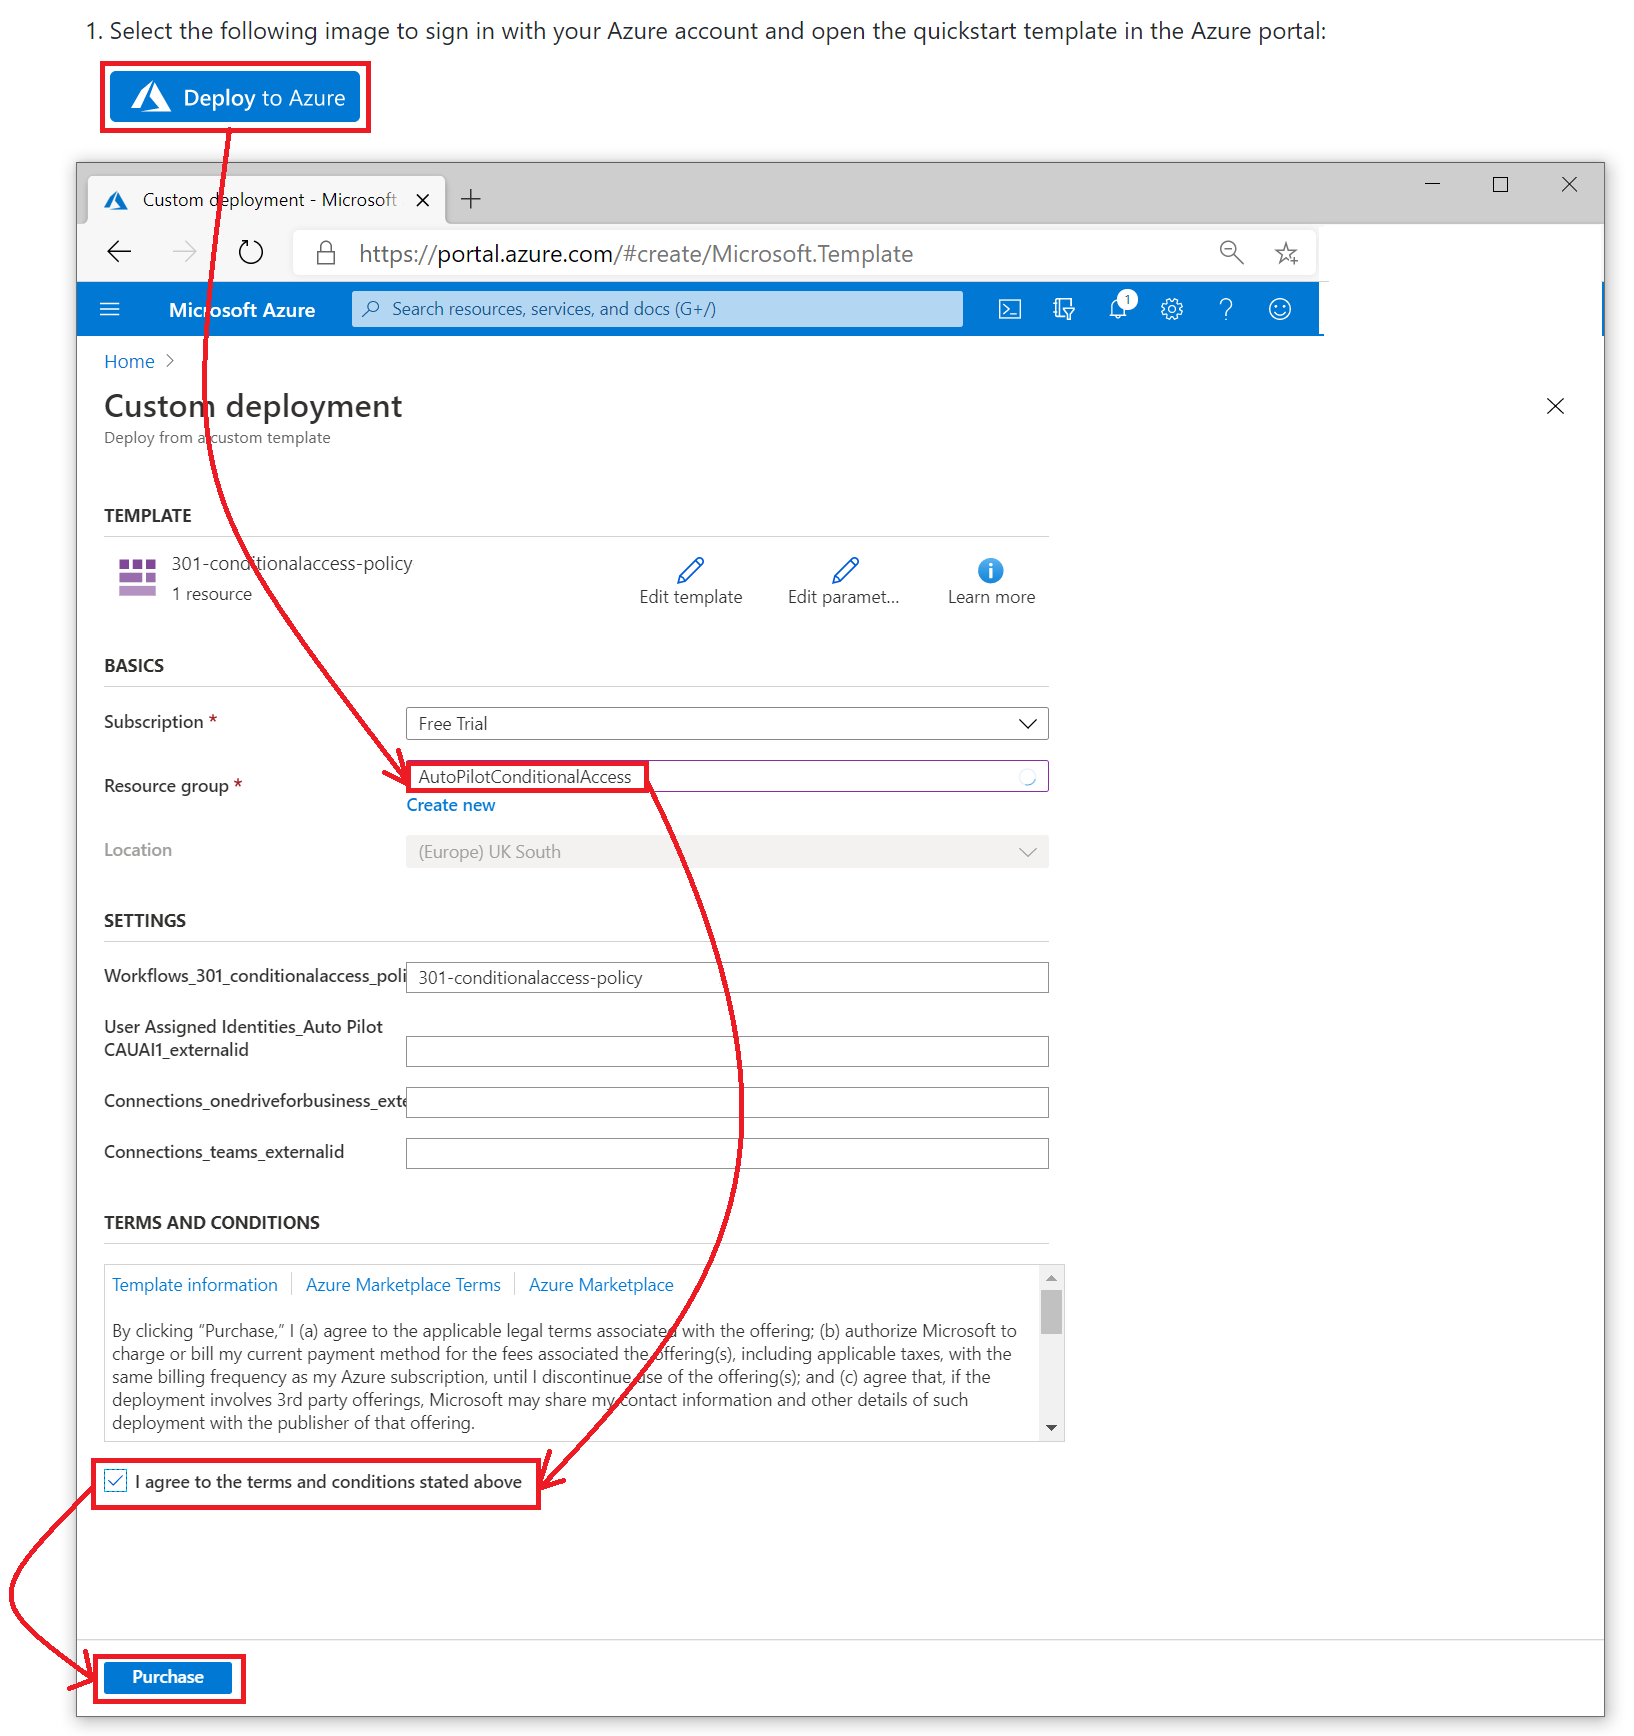 1. Select the following image to sign in with your Azure account and open the quickstart template in the Azure portal:
Deploy to Azure
Custom deployment - Microsoft
https://portal.azure.com/#create/Microsoft.Template
Microsoft Azure
Search resources, services, and docs (G+/)
1
Home
Custom deployment
Deploy from a custom template
TEMPLATE
301-conditionalaccess-policy
1 resource
Edit template
Edit paramet...
Learn more
BASICS
Subscription *
Free Trial
Resource group *
AutoPilotConditionalAccess
Create new
Location
(Europe) UK South
SETTINGS
Workflows_301_conditionalaccess_poli
301-conditionalaccess-policy
User Assigned Identities_Auto Pilot
CAUAI1_externalid
Connections_onedriveforbusiness_exte
Connections_teams_externalid
TERMS AND CONDITIONS
Template information
Azure Marketplace Terms
Azure Marketplace
By clicking “Purchase,” I (a) agree to the applicable legal terms associated with the offering; (b) authorize Microsoft to
charge or bill my current payment method for the fees associated the offering(s), including applicable taxes, with the
same billing frequency as my Azure subscription, until I discontinue use of the offering(s); and (c) agree that, if the
deployment involves 3rd party offerings, Microsoft may share my contact information and other details of such
deployment with the publisher of that offering.
I agree to the terms and conditions stated above
Purchase